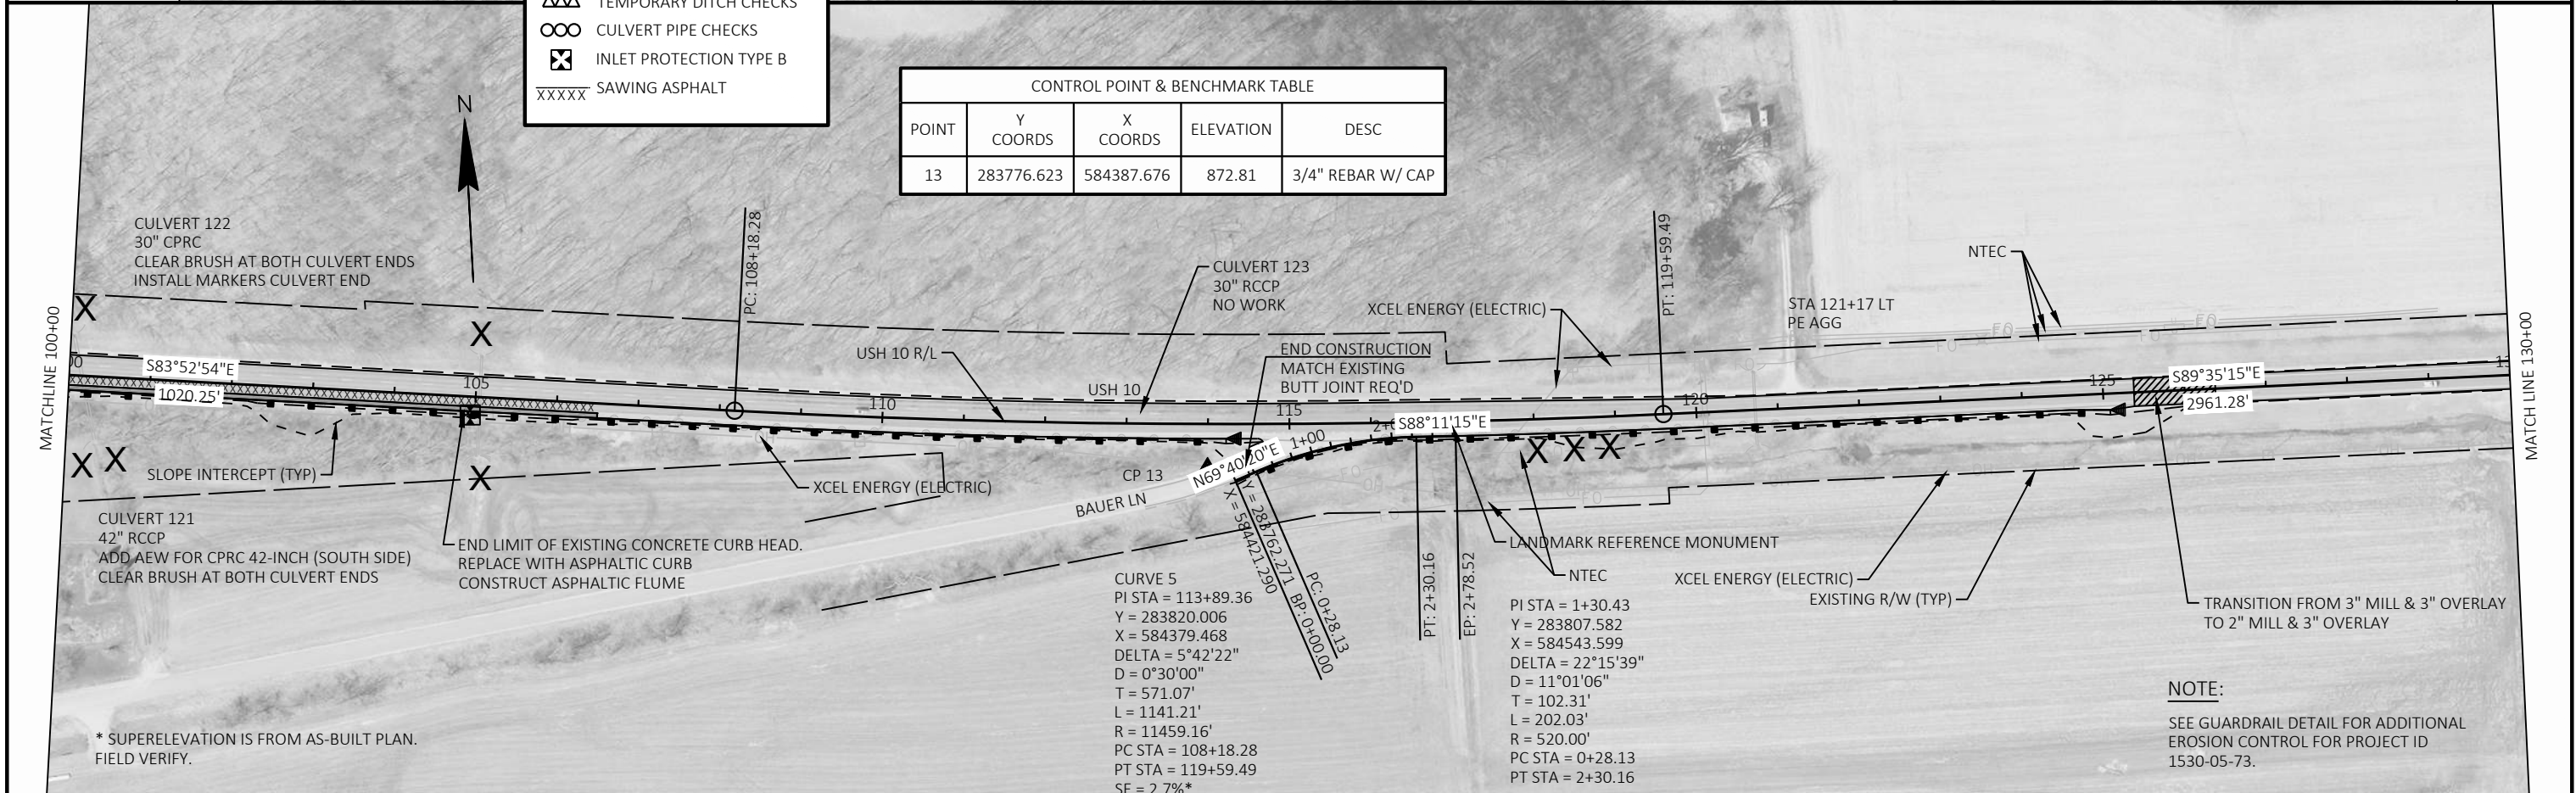 TEMPORARY DITCH CHECKS
CULVERT PIPE CHECKS
INLET PROTECTION TYPE B
XXXXX SAWING ASPHALT
N
CONTROL POINT & BENCHMARK TABLE
POINT Y COORDS X COORDS ELEVATION DESC
13 283776.623 584387.676 872.81 3/4" REBAR W/ CAP
CULVERT 122
30" CPRC
CLEAR BRUSH AT BOTH CULVERT ENDS
INSTALL MARKERS CULVERT END
PC: 108+18.28
CULVERT 123
30" RCCP
NO WORK
XCEL ENERGY (ELECTRIC)
PT: 119+59.49
STA 121+17 LT
PE AGG
NTEC
MATCHLINE 100+00
MATCH LINE 130+00
X
X
USH 10 R/L
END CONSTRUCTION
MATCH EXISTING
BUTT JOINT REQ'D
FO
FO
FO
FO
S83°52'54"E
1020.25'
105
110
USH 10
115
120
125
S89°35'15"E
2961.28'
S88°11'15"E
1+00
N69°40'20"E
X X
X
X X X
SLOPE INTERCEPT (TYP)
XCEL ENERGY (ELECTRIC)
CP 13
BAUER LN
FO
FO
CULVERT 121
42" RCCP
ADD AEW FOR CPRC 42-INCH (SOUTH SIDE)
CLEAR BRUSH AT BOTH CULVERT ENDS
END LIMIT OF EXISTING CONCRETE CURB HEAD.
REPLACE WITH ASPHALTIC CURB
CONSTRUCT ASPHALTIC FLUME
Y = 283762.271 BP: 0+00.00
X = 584421.290
PC: 0+28.13
PT: 2+30.16
EP: 2+78.52
LANDMARK REFERENCE MONUMENT
NTEC
XCEL ENERGY (ELECTRIC)
EXISTING R/W (TYP)
TRANSITION FROM 3" MILL & 3" OVERLAY
TO 2" MILL & 3" OVERLAY
CURVE 5
PI STA = 113+89.36
Y = 283820.006
X = 584379.468
DELTA = 5°42'22"
D = 0°30'00"
T = 571.07'
L = 1141.21'
R = 11459.16'
PC STA = 108+18.28
PT STA = 119+59.49
SE = 2.7%*
PI STA = 1+30.43
Y = 283807.582
X = 584543.599
DELTA = 22°15'39"
D = 11°01'06"
T = 102.31'
L = 202.03'
R = 520.00'
PC STA = 0+28.13
PT STA = 2+30.16
* SUPERELEVATION IS FROM AS-BUILT PLAN.
FIELD VERIFY.
NOTE:
SEE GUARDRAIL DETAIL FOR ADDITIONAL
EROSION CONTROL FOR PROJECT ID
1530-05-73.